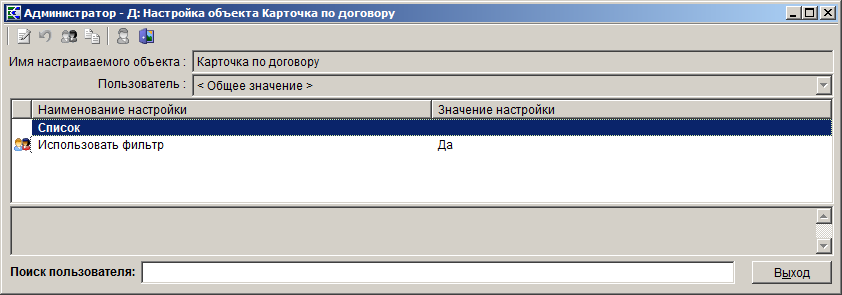 Администратор - Д: Настройка объекта Карточка по договору
Имя настраиваемого объекта : Карточка по договору
Пользователь : < Общее значение >
Наименование настройки Значение настройки
Список
Использовать фильтр Да
Поиск пользователя: Выход